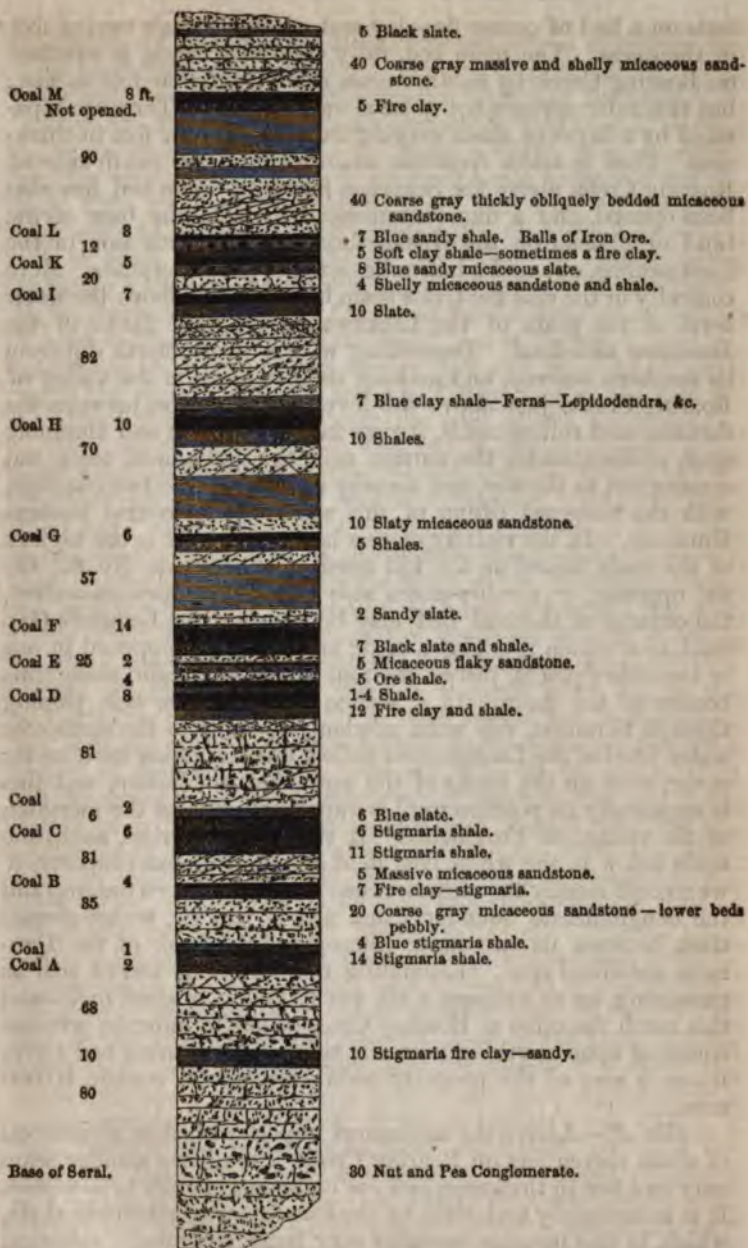 Coal M 8 ft.
Not opened.
90
Coal L 8
12
Coal K 5
20
Coal I 7
82
Coal H 10
70
Coal G 6
57
Coal F 14
Coal E 25 2
4
Coal D 8
81
Coal 2
6
Coal C 6
31
Coal B 4
35
Coal 1
Coal A 2
68
10
80
Base of Seral.
5 Black slate.
40 Coarse gray massive and shelly micaceous sand-
stone.
5 Fire clay.
40 Coarse gray thickly obliquely bedded micaceous
sandstone.
7 Blue sandy shale. Balls of Iron Ore.
5 Soft clay shale—sometimes a fire clay.
8 Blue sandy micaceous slate.
4 Shelly micaceous sandstone and shale.
10 Slate.
7 Blue clay shale—Ferns—Lepidodendra, &c.
10 Shales.
10 Slaty micaceous sandstone.
5 Shales.
2 Sandy slate.
7 Black slate and shale.
5 Micaceous flaky sandstone.
5 Ore shale.
1-4 Shale.
12 Fire clay and shale.
6 Blue slate.
6 Stigmaria shale.
11 Stigmaria shale.
5 Massive micaceous sandstone.
7 Fire clay—stigmaria.
20 Coarse gray micaceous sandstone—lower beds
pebbly.
4 Blue stigmaria shale.
14 Stigmaria shale.
10 Stigmaria fire clay—sandy.
30 Nut and Pea Conglomerate.